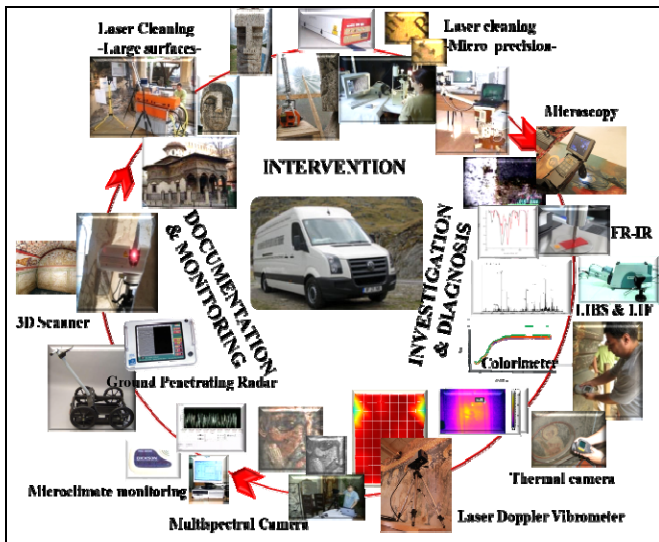 Laser Cleaning
-Large surfaces-
Laser cleaning
-Micro precision-
Microscopy
INTERVENTION
DOCUMENTATION
& MONITORING
INVESTIGATION
& DIAGNOSIS
FR-IR
LIBS & LIF
3D Scanner
Colorimeter
Ground Penetrating Radar
Thermal camera
Microclimate monitoring
Multispectral Camera
Laser Doppler Vibrometer